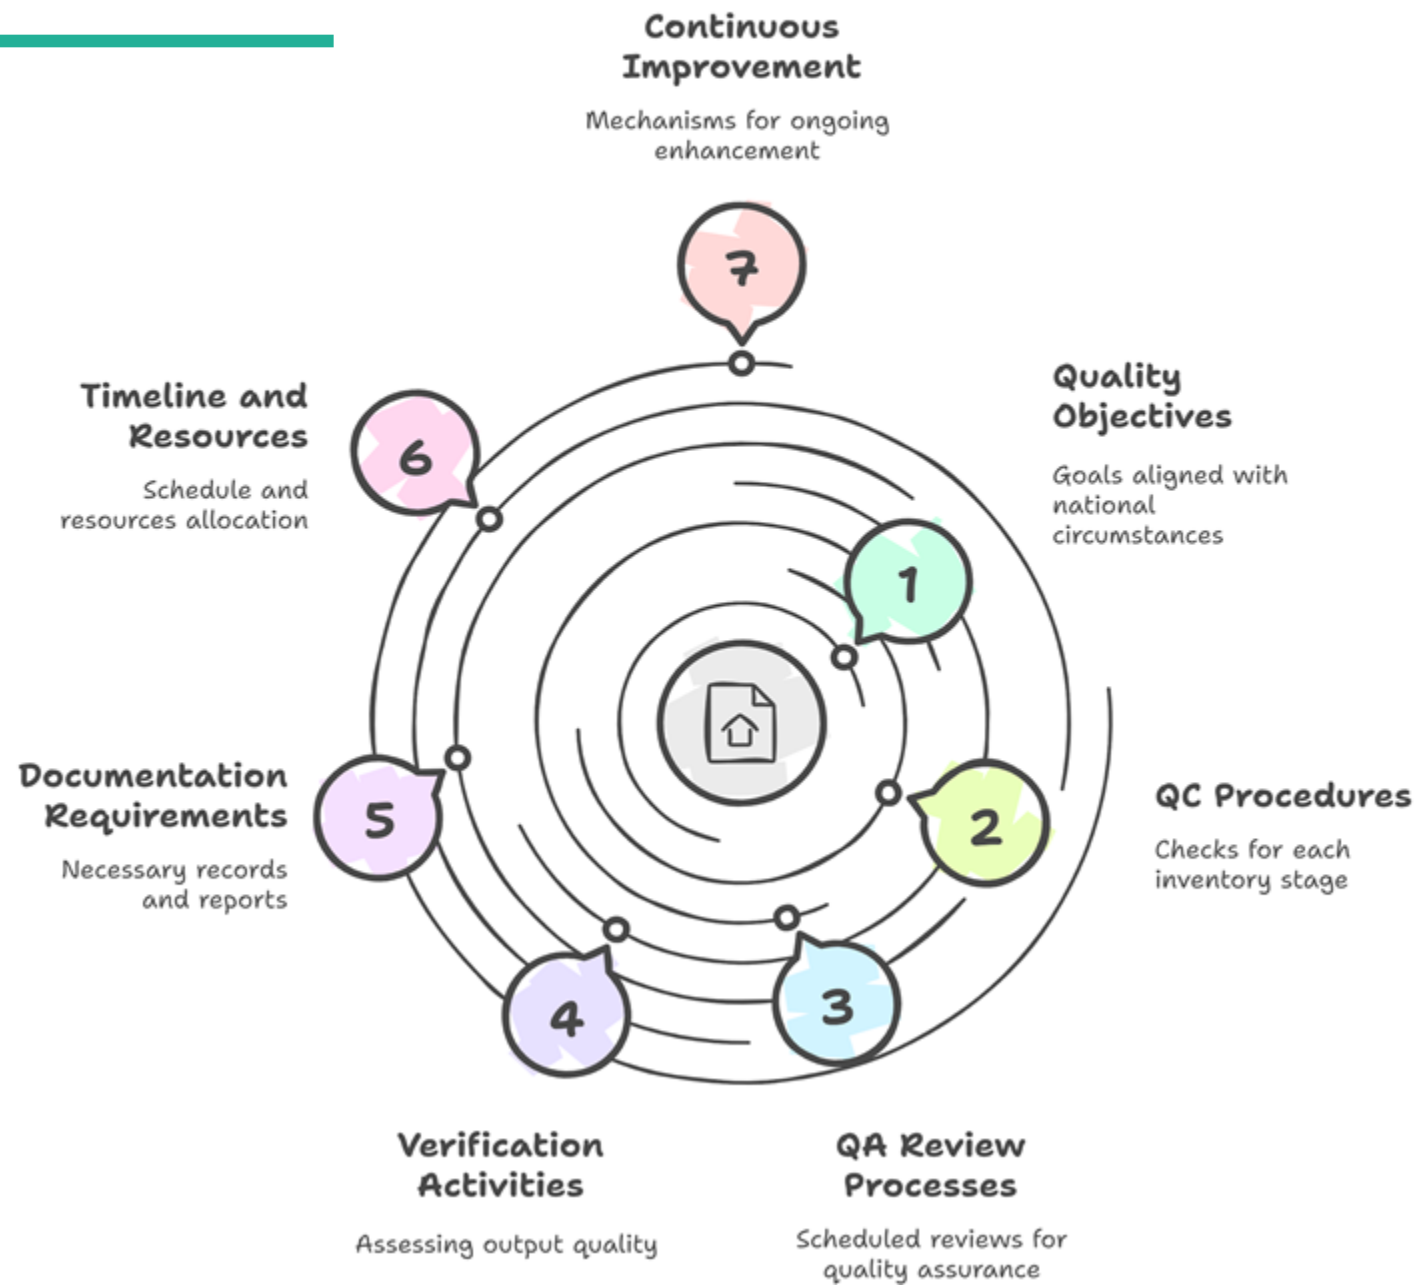 Continuous
Improvement
Mechanisms for ongoing
enhancement
7
Timeline and
Resources
Schedule and
resources allocation
6
Quality
Objectives
Goals aligned with
national
circumstances
1
Documentation
Requirements
Necessary records
and reports
5
QC Procedures
Checks for each
inventory stage
2
4
3
Verification
Activities
Assessing output quality
QA Review
Processes
Scheduled reviews for
quality assurance